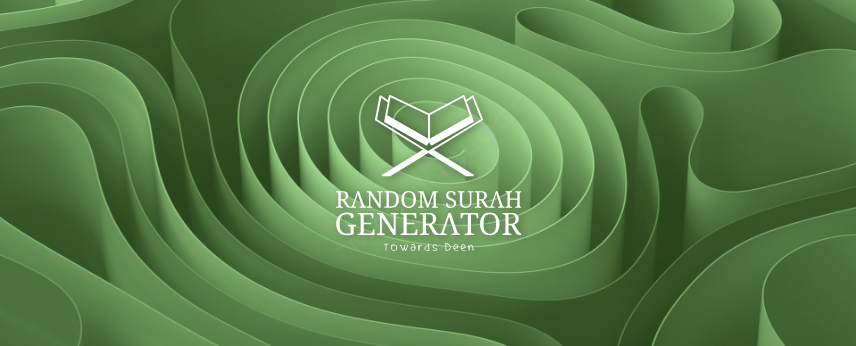 RANDOM SURAH
GENERATOR
Towards Deen